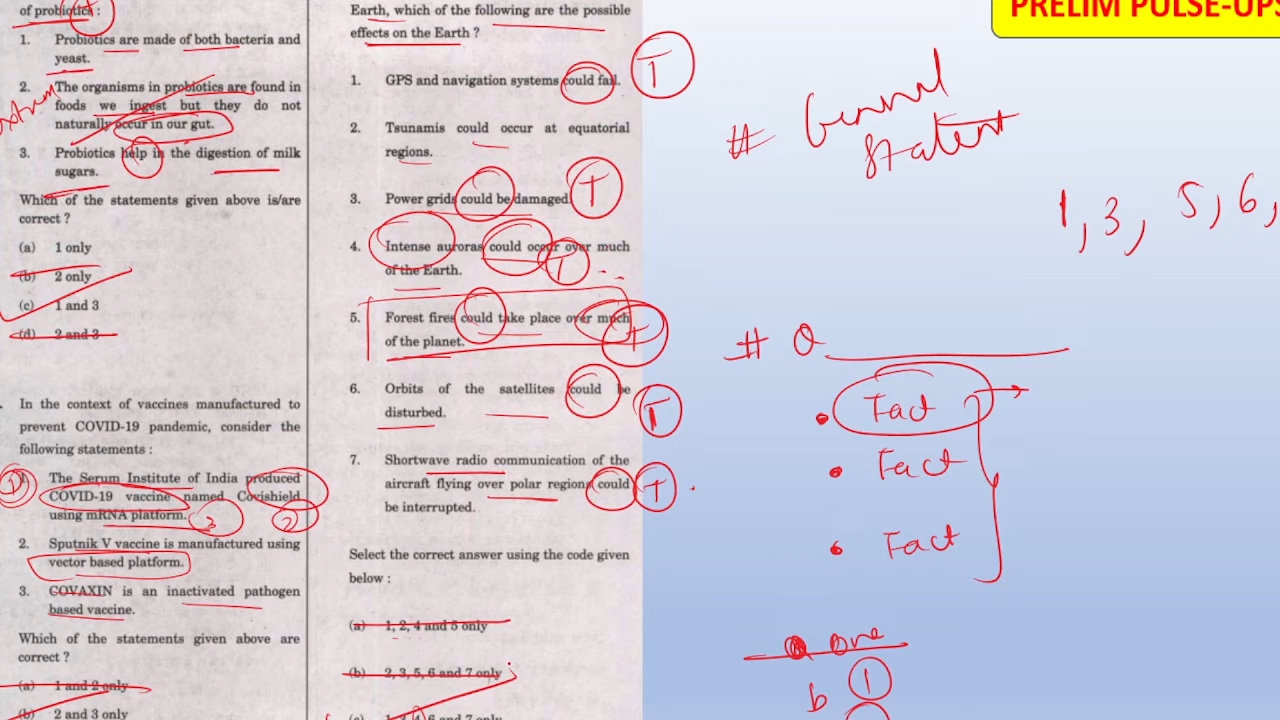 of probiotics :
1. Probiotics are made of both bacteria and
yeast.
2. The organisms in probiotics are found in
foods we ingest but they do not
naturally occur in our gut.
3. Probiotics help in the digestion of milk
sugars.
Which of the statements given above is/are
correct ?
(a) 1 only
(b) 2 only
(c) 1 and 3
(d) 2 and 3
In the context of vaccines manufactured to
prevent COVID-19 pandemic, consider the
following statements :
The Serum Institute of India produced
COVID-19 vaccine named Covishield
using mRNA platform.
2. Sputnik V vaccine is manufactured using
vector based platform.
3. COVAXIN is an inactivated pathogen
based vaccine.
Which of the statements given above are
correct ?
(a) 1 and 2 only
(b) 2 and 3 only
Earth, which of the following are the possible
effects on the Earth ?
1. GPS and navigation systems could fail.
T
2. Tsunamis could occur at equatorial
regions.
3. Power grids could be damaged.
T
4. Intense auroras could occur over much
of the Earth.
T
5. Forest fires could take place over much
of the planet.
T
6. Orbits of the satellites could be
disturbed.
T
7. Shortwave radio communication of the
aircraft flying over polar regions could
be interrupted.
T
Select the correct answer using the code given
below :
(a) 1, 2, 4 and 5 only
(b) 2, 3, 5, 6 and 7 only
6 and 7 only
PRELIM PULSE-UPS
# General
1, 3, 5, 6,
# Q
• Fact
• Fact
• Fact
one
b 1